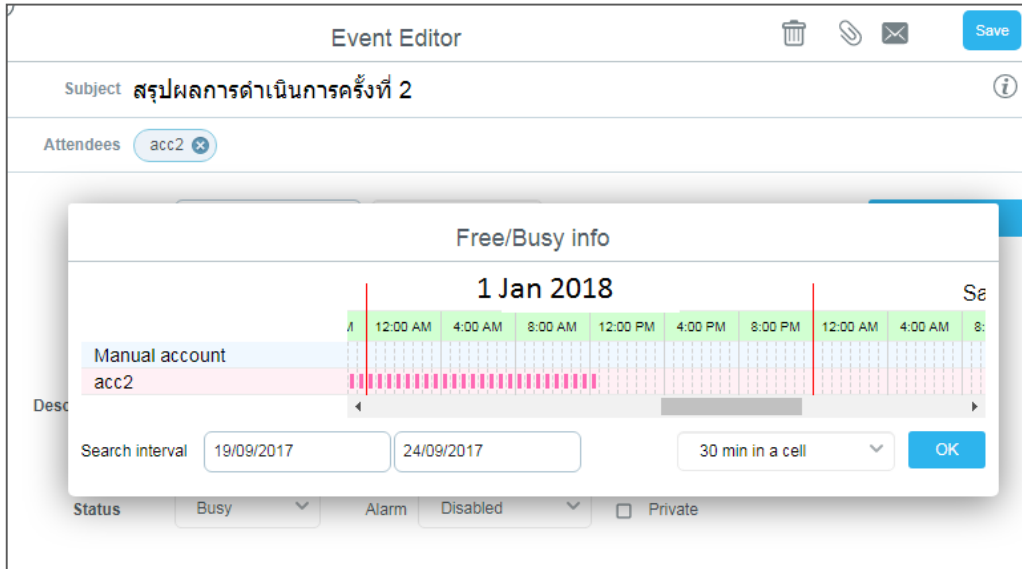 Event Editor Save
Subject สรุปผลการดำเนินการครั้งที่ 2
Attendees acc2
Free/Busy info
1 Jan 2018 Sa
12:00 AM 4:00 AM 8:00 AM 12:00 PM 4:00 PM 8:00 PM 12:00 AM 4:00 AM 8:
Manual account
acc2
Desc
Search interval 19/09/2017 24/09/2017 30 min in a cell OK
Status Busy Alarm Disabled Private